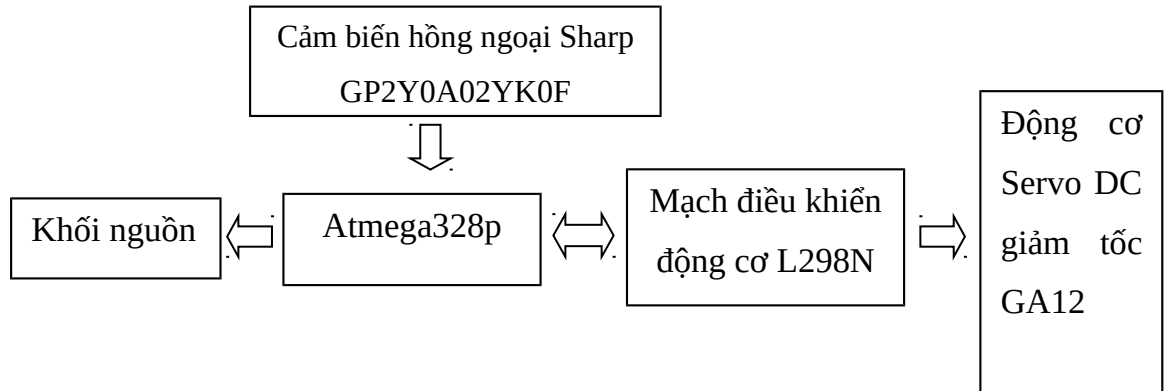 Cảm biến hồng ngoại Sharp
GP2Y0A02YK0F
Khối nguồn
Atmega328p
Mạch điều khiển
động cơ L298N
Động cơ
Servo DC
giảm tốc
GA12